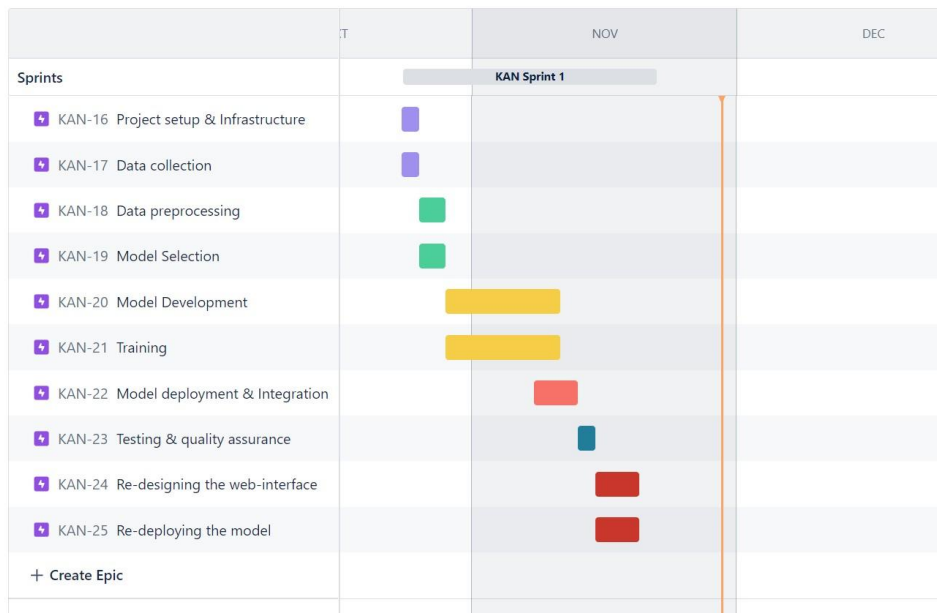 CT NOV DEC
Sprints KAN Sprint 1
KAN-16 Project setup & Infrastructure
KAN-17 Data collection
KAN-18 Data preprocessing
KAN-19 Model Selection
KAN-20 Model Development
KAN-21 Training
KAN-22 Model deployment & Integration
KAN-23 Testing & quality assurance
KAN-24 Re-designing the web-interface
KAN-25 Re-deploying the model
+ Create Epic